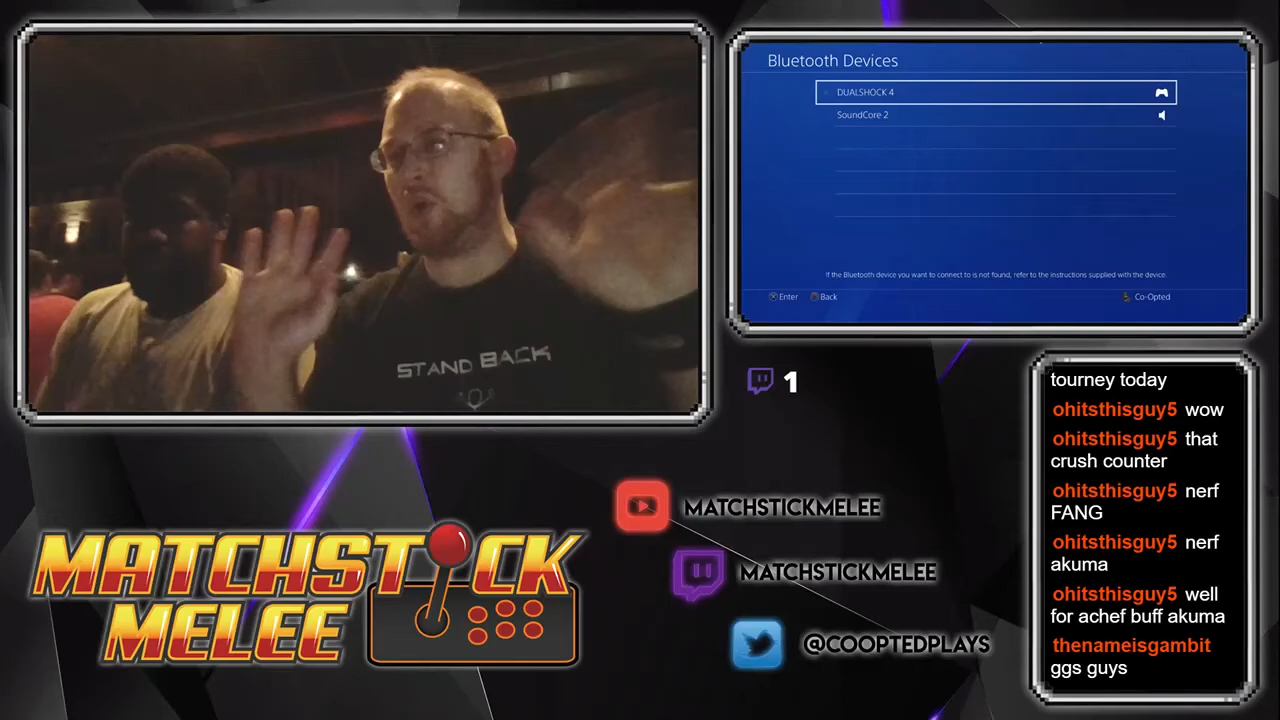 STAND BACK
Bluetooth Devices
DUALSHOCK 4
SoundCore 2
If the Bluetooth device you want to connect to is not found, refer to the instructions supplied with the device.
Enter Back
Co-Opted
1
tourney today
ohitsthisguy5 wow
ohitsthisguy5 that
crush counter
ohitsthisguy5 nerf
FANG
ohitsthisguy5 nerf
akuma
ohitsthisguy5 well
for achef buff akuma
thenameisgambit
ggs guys
MATCHSTICKMELEE
MATCHSTICKMELEE
@COOPTEDPLAYS
MATCHSTICK
MELEE